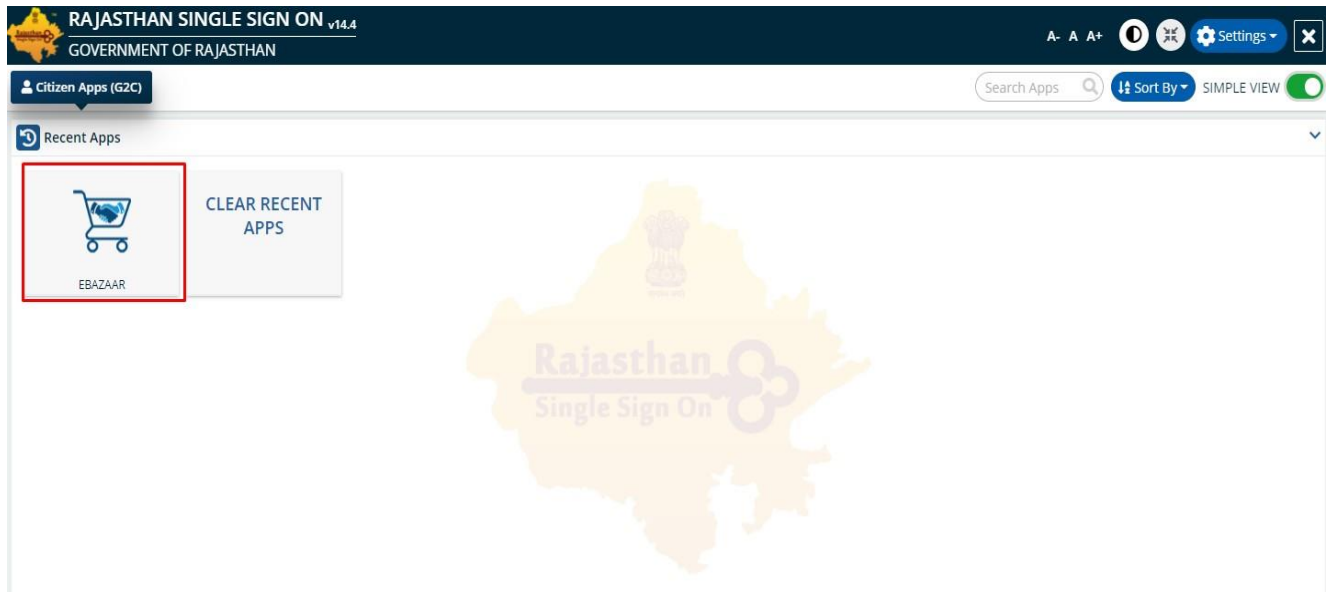 RAJASTHAN SINGLE SIGN ON v14.4
GOVERNMENT OF RAJASTHAN
A- A A+
Settings
Citizen Apps (G2C)
Search Apps
Sort By
SIMPLE VIEW
Recent Apps
EBAZAAR
CLEAR RECENT
APPS
Rajasthan
Single Sign On